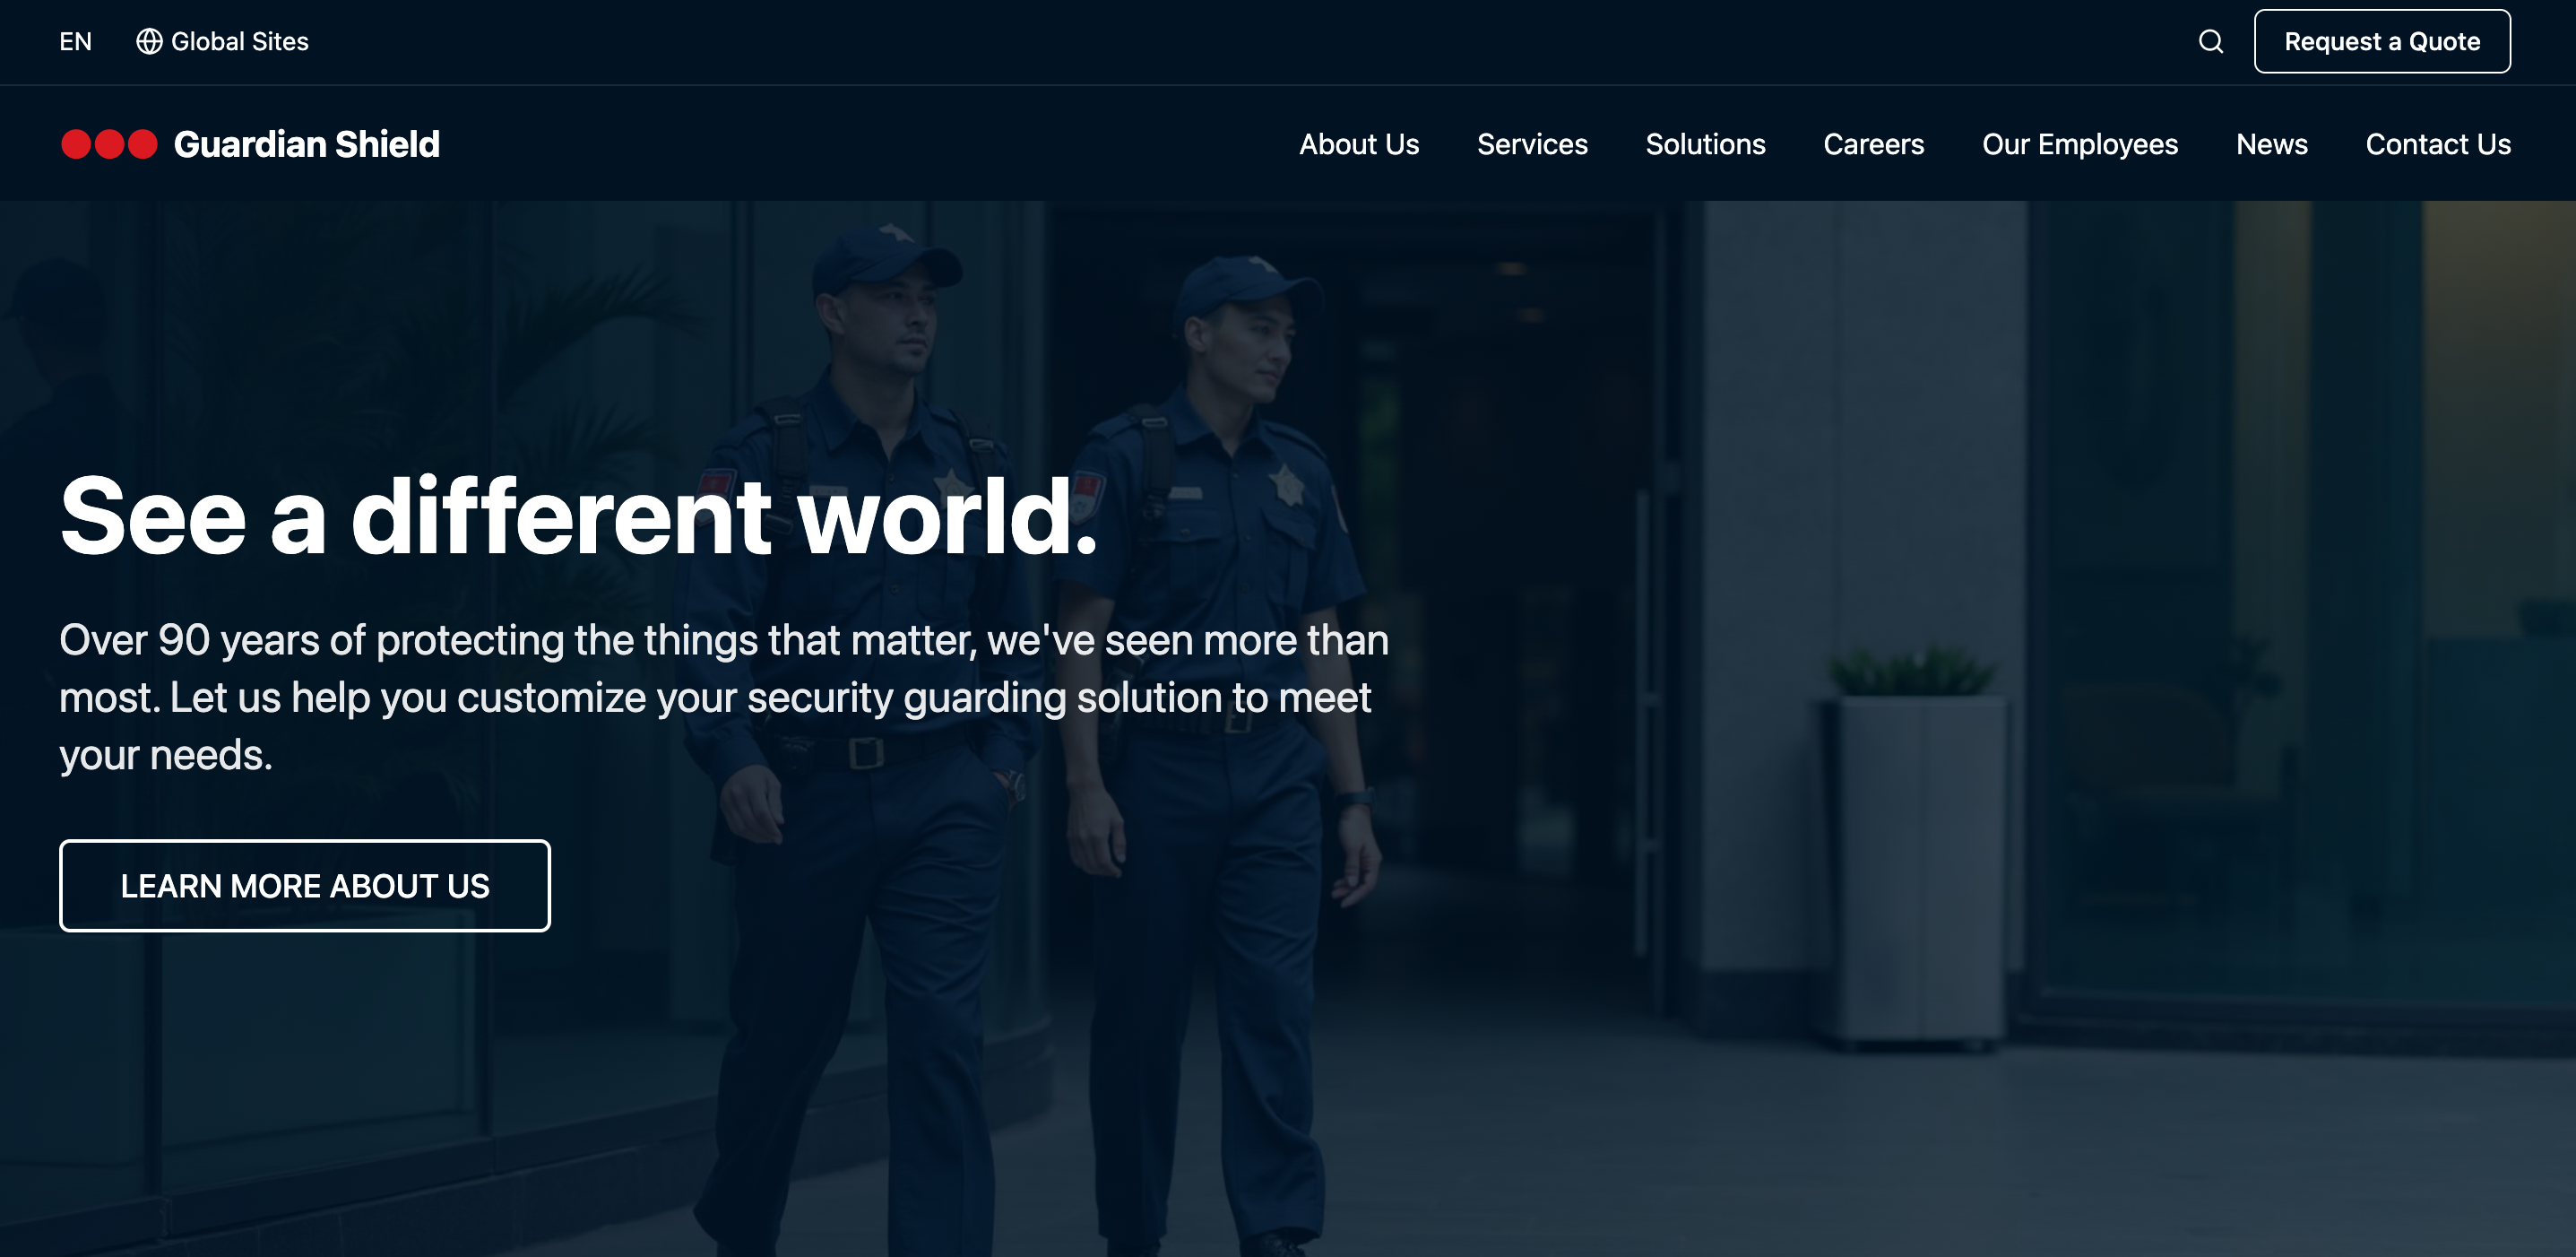 EN
Global Sites
Request a Quote
Guardian Shield
About Us
Services
Solutions
Careers
Our Employees
News
Contact Us
See a different world.
Over 90 years of protecting the things that matter, we've seen more than
most. Let us help you customize your security guarding solution to meet
your needs.
LEARN MORE ABOUT US